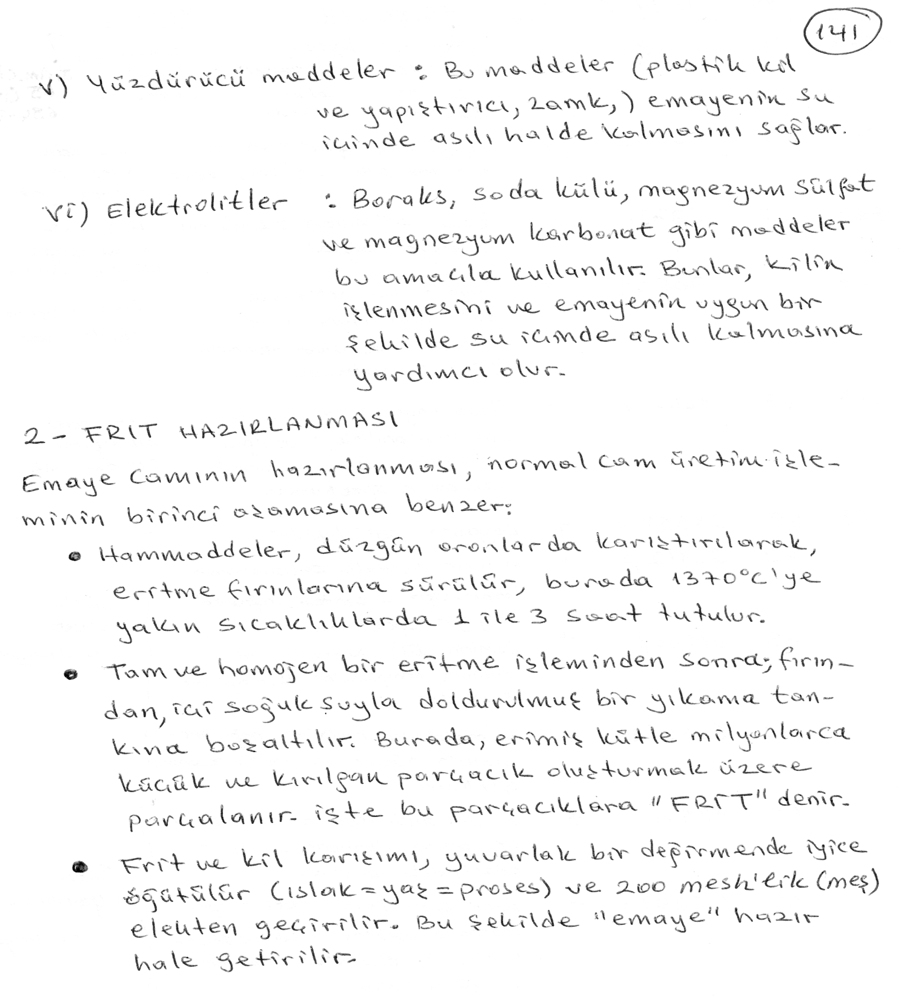 141
v) Yüzdürücü maddeler : Bu maddeler (plastik kil
ve yapıştırıcı, zamk,) emayenin su
içinde asılı halde kalmasını sağlar.
vi) Elektrolitler : Boraks, soda külü, magnezyum sülfat
ve magnezyum karbonat gibi maddeler
bu amaçla kullanılır. Bunlar, kilin
işlenmesini ve emayenin uygun bir
şekilde su içinde asılı kalmasına
yardımcı olur.
2 - FRIT HAZIRLANMASI
Emaye camının hazırlanması, normal cam üretim işle-
minin birinci aşamasına benzer:
• Hammaddeler, düzgün oranlarda karıştırılarak,
eritme fırınlarına sürülür, burada 1370°C'ye
yakın sıcaklıklarda 1 ile 3 saat tutulur.
• Tam ve homojen bir eritme işleminden sonra; fırın-
dan, içi soğuk suyla doldurulmuş bir yıkama tan-
kına boşaltılır. Burada, erimiş kütle milyonlarca
küçük ve kırılgan parçacık oluşturmak üzere
parçalanır. işte bu parçacıklara "FRİT" denir.
• Frit ve kil karışımı, yuvarlak bir değirmende iyice
öğütülür (ıslak = yaş = proses) ve 200 mesh'lik (meş)
elekten geçirilir. Bu şekilde "emaye" hazır
hale getirilir.